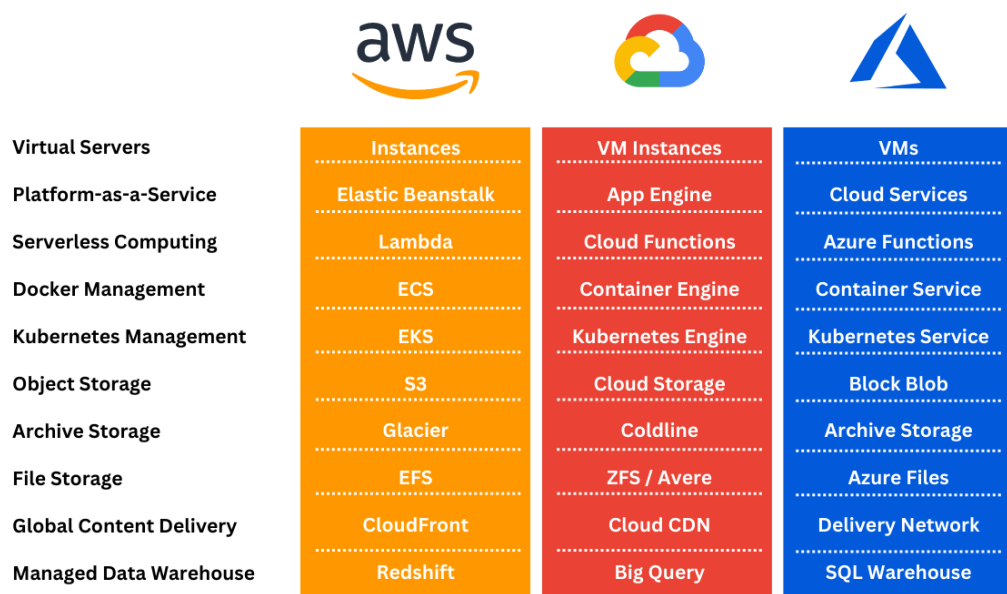 aws
Virtual Servers Instances VM Instances VMs
Platform-as-a-Service Elastic Beanstalk App Engine Cloud Services
Serverless Computing Lambda Cloud Functions Azure Functions
Docker Management ECS Container Engine Container Service
Kubernetes Management EKS Kubernetes Engine Kubernetes Service
Object Storage S3 Cloud Storage Block Blob
Archive Storage Glacier Coldline Archive Storage
File Storage EFS ZFS / Avere Azure Files
Global Content Delivery CloudFront Cloud CDN Delivery Network
Managed Data Warehouse Redshift Big Query SQL Warehouse